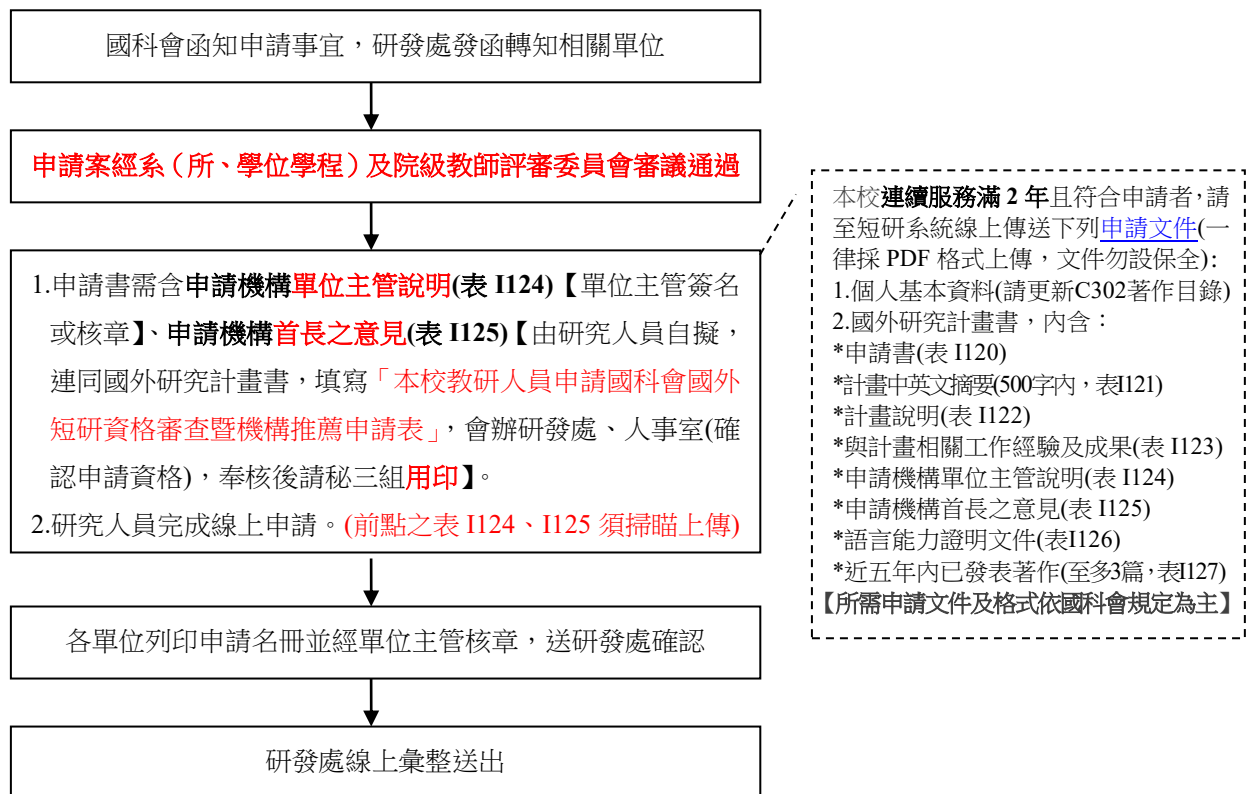 國科會函知申請事宜，研發處發函轉知相關單位
申請案經系（所、學位學程）及院級教師評審委員會審議通過
1.申請書需含申請機構單位主管說明(表 I124)【單位主管簽名
或核章】、申請機構首長之意見(表 I125)【由研究人員自擬，
連同國外研究計畫書，填寫「本校教研人員申請國科會國外
短研資格審查暨機構推薦申請表」，會辦研發處、人事室(確
認申請資格)，奉核後請秘三組用印】。
2.研究人員完成線上申請。(前點之表 I124、I125 須掃瞄上傳)
各單位列印申請名冊並經單位主管核章，送研發處確認
研發處線上彙整送出
本校連續服務滿 2 年且符合申請者，請
至短研系統線上傳送下列申請文件(一
律採 PDF 格式上傳，文件勿設保全):
1.個人基本資料(請更新C302著作目錄)
2.國外研究計畫書，內含：
*申請書(表 I120)
*計畫中英文摘要(500字內，表I121)
*計畫說明(表 I122)
*與計畫相關工作經驗及成果(表 I123)
*申請機構單位主管說明(表 I124)
*申請機構首長之意見(表 I125)
*語言能力證明文件(表I126)
*近五年內已發表著作(至多3篇，表I127)
【所需申請文件及格式依國科會規定為主】